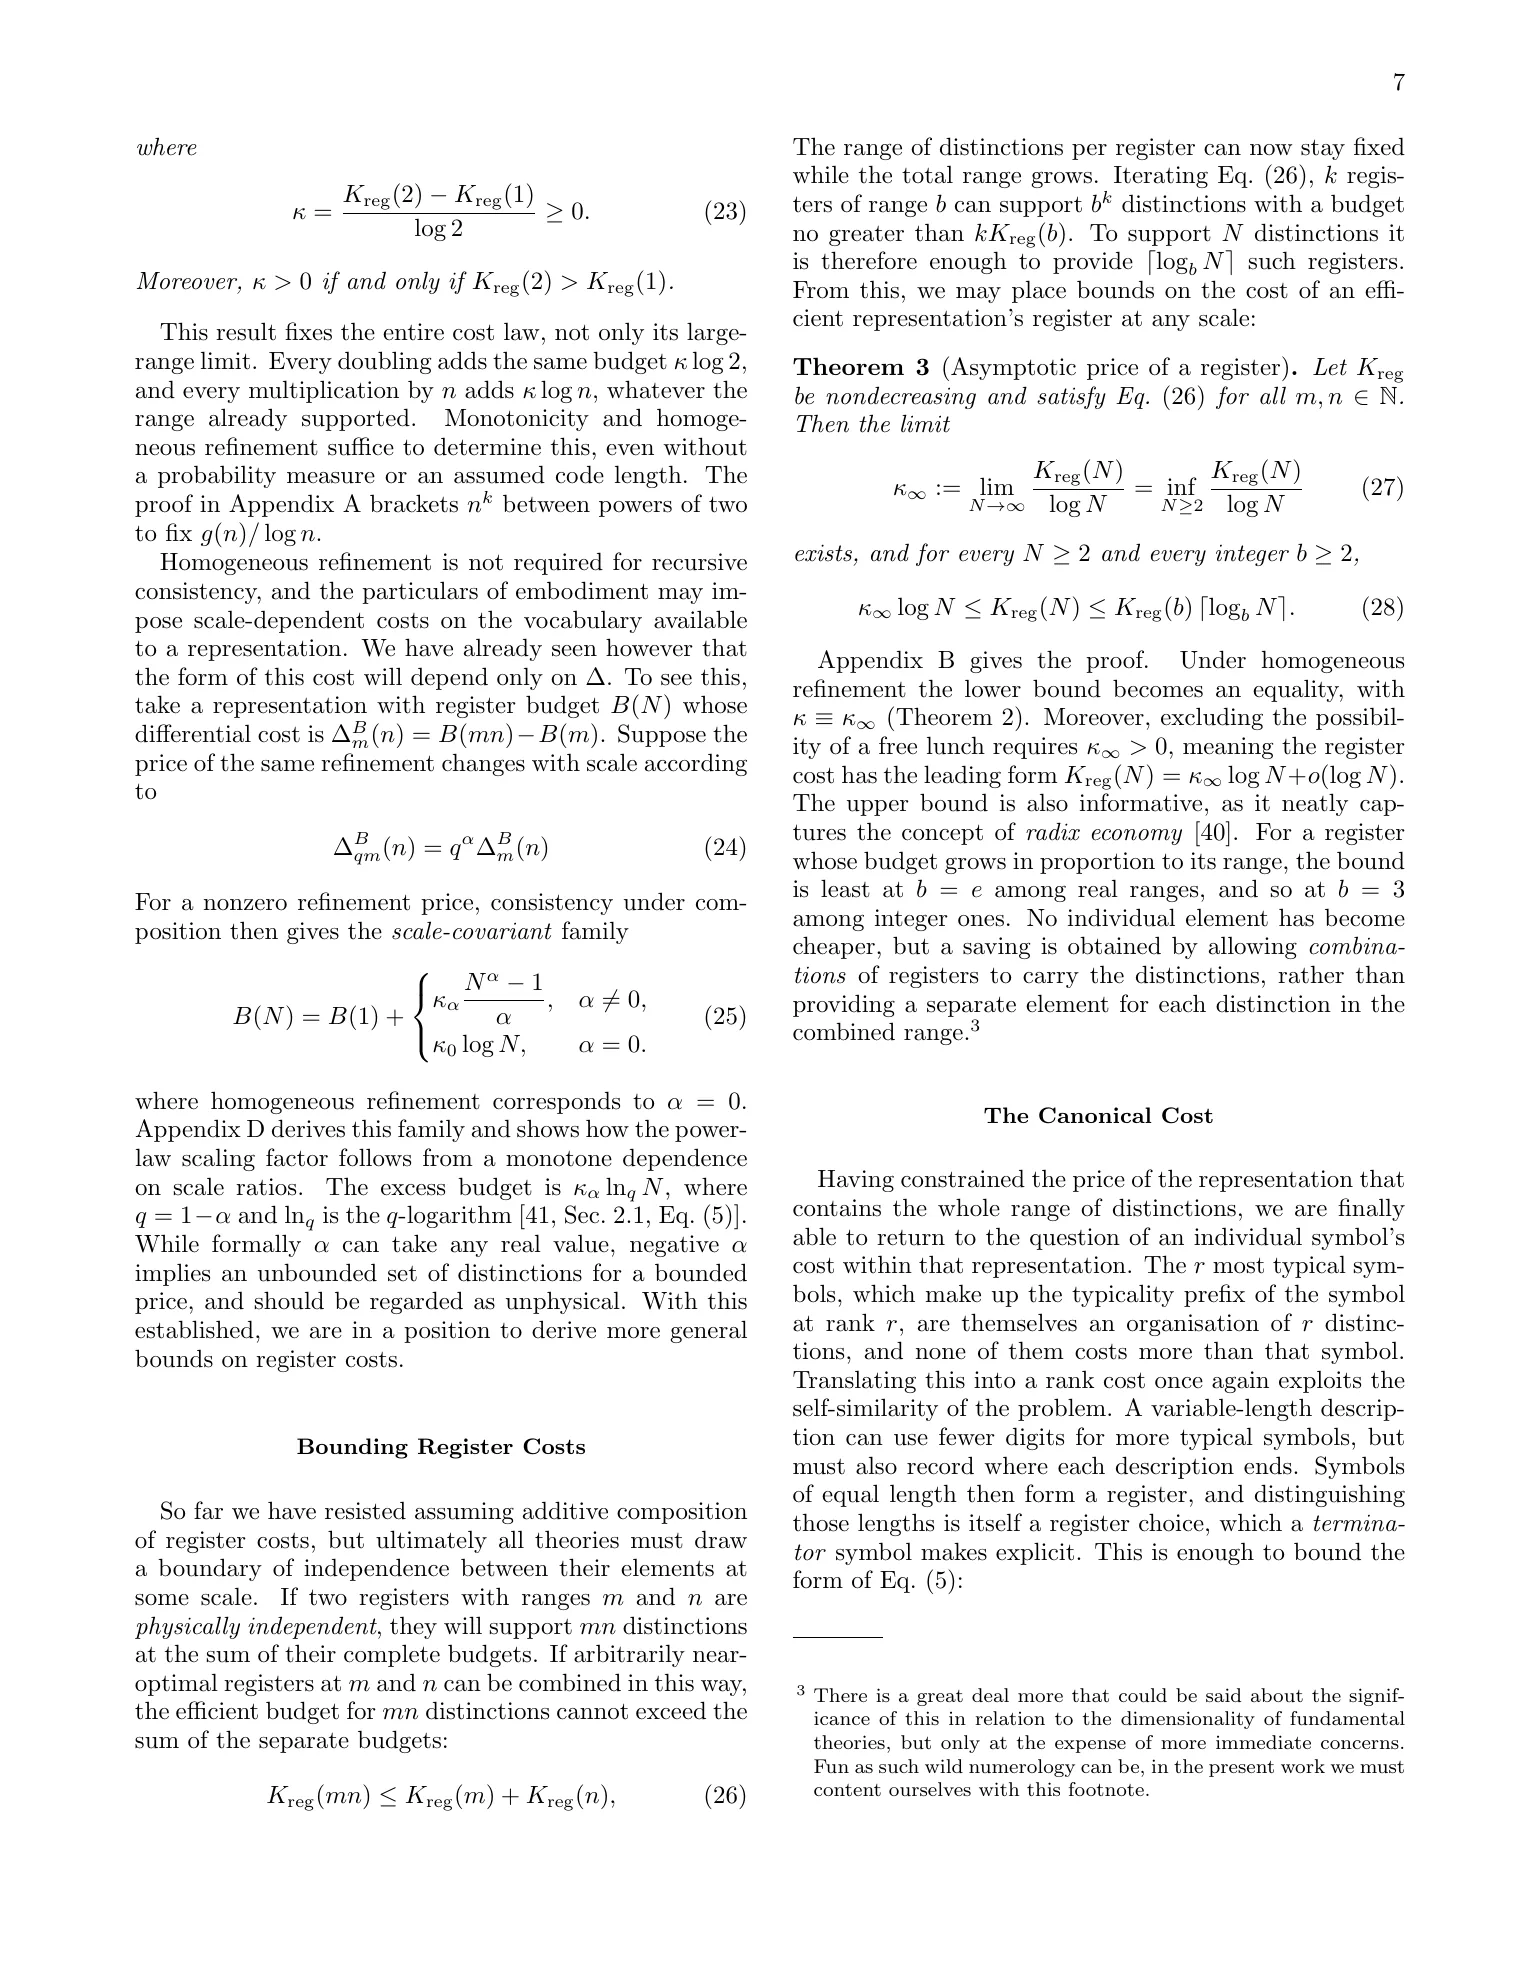 7
where
κ = (K_reg(2) − K_reg(1)) / log 2 ≥ 0. (23)
Moreover, κ > 0 if and only if K_reg(2) > K_reg(1).
This result fixes the entire cost law, not only its large-
range limit. Every doubling adds the same budget κ log 2,
and every multiplication by n adds κ log n, whatever the
range already supported. Monotonicity and homoge-
neous refinement suffice to determine this, even without
a probability measure or an assumed code length. The
proof in Appendix A brackets n^k between powers of two
to fix g(n)/ log n.
Homogeneous refinement is not required for recursive
consistency, and the particulars of embodiment may im-
pose scale-dependent costs on the vocabulary available
to a representation. We have already seen however that
the form of this cost will depend only on Δ. To see this,
take a representation with register budget B(N) whose
differential cost is Δ^B_m(n) = B(mn)−B(m). Suppose the
price of the same refinement changes with scale according
to
Δ^B_qm(n) = q^α Δ^B_m(n) (24)
For a nonzero refinement price, consistency under com-
position then gives the scale-covariant family
B(N) = B(1) + { κ_α (N^α − 1)/α, α ≠ 0, (25)
κ_0 log N, α = 0.
where homogeneous refinement corresponds to α = 0.
Appendix D derives this family and shows how the power-
law scaling factor follows from a monotone dependence
on scale ratios. The excess budget is κ_α ln_q N, where
q = 1−α and ln_q is the q-logarithm [41, Sec. 2.1, Eq. (5)].
While formally α can take any real value, negative α
implies an unbounded set of distinctions for a bounded
price, and should be regarded as unphysical. With this
established, we are in a position to derive more general
bounds on register costs.
Bounding Register Costs
So far we have resisted assuming additive composition
of register costs, but ultimately all theories must draw
a boundary of independence between their elements at
some scale. If two registers with ranges m and n are
physically independent, they will support mn distinctions
at the sum of their complete budgets. If arbitrarily near-
optimal registers at m and n can be combined in this way,
the efficient budget for mn distinctions cannot exceed the
sum of the separate budgets:
K_reg(mn) ≤ K_reg(m) + K_reg(n), (26)
The range of distinctions per register can now stay fixed
while the total range grows. Iterating Eq. (26), k regis-
ters of range b can support b^k distinctions with a budget
no greater than kK_reg(b). To support N distinctions it
is therefore enough to provide ⌈log_b N⌉ such registers.
From this, we may place bounds on the cost of an effi-
cient representation's register at any scale:
Theorem 3 (Asymptotic price of a register). Let K_reg
be nondecreasing and satisfy Eq. (26) for all m, n ∈ ℕ.
Then the limit
κ_∞ := lim_{N→∞} K_reg(N)/log N = inf_{N≥2} K_reg(N)/log N (27)
exists, and for every N ≥ 2 and every integer b ≥ 2,
κ_∞ log N ≤ K_reg(N) ≤ K_reg(b) ⌈log_b N⌉. (28)
Appendix B gives the proof. Under homogeneous
refinement the lower bound becomes an equality, with
κ ≡ κ_∞ (Theorem 2). Moreover, excluding the possibil-
ity of a free lunch requires κ_∞ > 0, meaning the register
cost has the leading form K_reg(N) = κ_∞ log N+o(log N).
The upper bound is also informative, as it neatly cap-
tures the concept of radix economy [40]. For a register
whose budget grows in proportion to its range, the bound
is least at b = e among real ranges, and so at b = 3
among integer ones. No individual element has become
cheaper, but a saving is obtained by allowing combina-
tions of registers to carry the distinctions, rather than
providing a separate element for each distinction in the
combined range.³
The Canonical Cost
Having constrained the price of the representation that
contains the whole range of distinctions, we are finally
able to return to the question of an individual symbol's
cost within that representation. The r most typical sym-
bols, which make up the typicality prefix of the symbol
at rank r, are themselves an organisation of r distinc-
tions, and none of them costs more than that symbol.
Translating this into a rank cost once again exploits the
self-similarity of the problem. A variable-length descrip-
tion can use fewer digits for more typical symbols, but
must also record where each description ends. Symbols
of equal length then form a register, and distinguishing
those lengths is itself a register choice, which a termina-
tor symbol makes explicit. This is enough to bound the
form of Eq. (5):
³ There is a great deal more that could be said about the signif-
icance of this in relation to the dimensionality of fundamental
theories, but only at the expense of more immediate concerns.
Fun as such wild numerology can be, in the present work we must
content ourselves with this footnote.